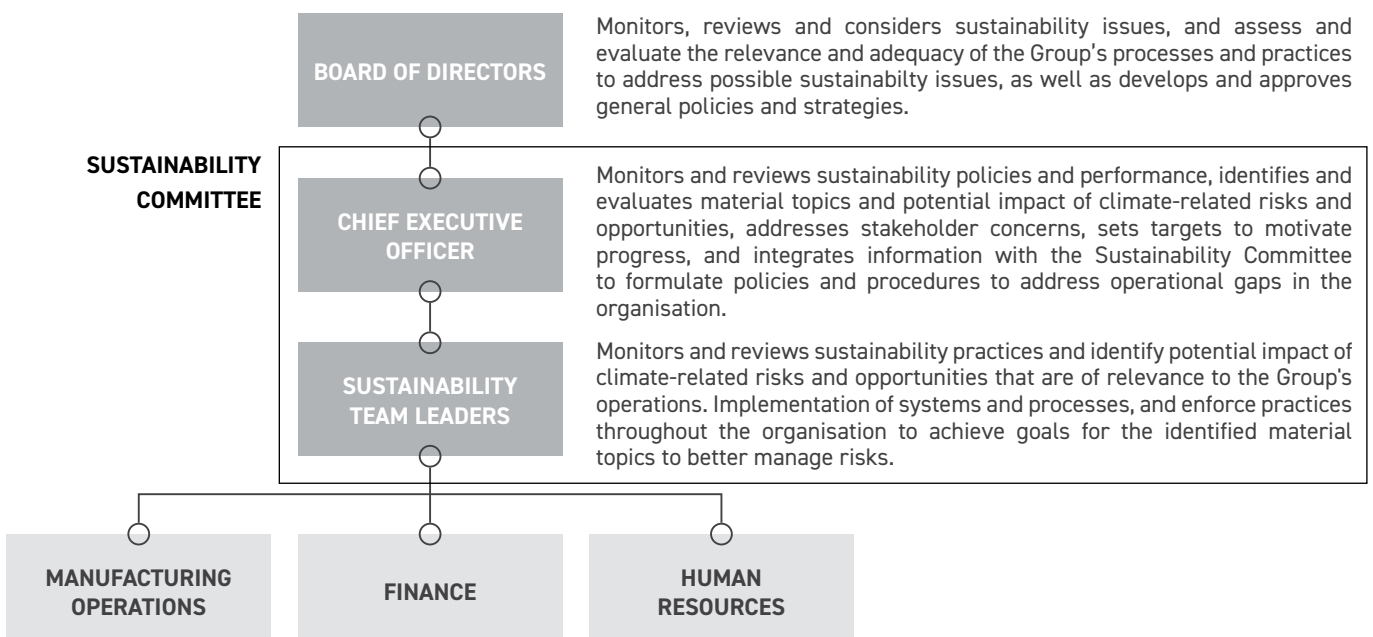 BOARD OF DIRECTORS
Monitors, reviews and considers sustainability issues, and assess and
evaluate the relevance and adequacy of the Group's processes and practices
to address possible sustainabilty issues, as well as develops and approves
general policies and strategies.
SUSTAINABILITY
COMMITTEE
CHIEF EXECUTIVE
OFFICER
Monitors and reviews sustainability policies and performance, identifies and
evaluates material topics and potential impact of climate-related risks and
opportunities, addresses stakeholder concerns, sets targets to motivate
progress, and integrates information with the Sustainability Committee
to formulate policies and procedures to address operational gaps in the
organisation.
SUSTAINABILITY
TEAM LEADERS
Monitors and reviews sustainability practices and identify potential impact of
climate-related risks and opportunities that are of relevance to the Group's
operations. Implementation of systems and processes, and enforce practices
throughout the organisation to achieve goals for the identified material
topics to better manage risks.
MANUFACTURING
OPERATIONS
FINANCE
HUMAN
RESOURCES